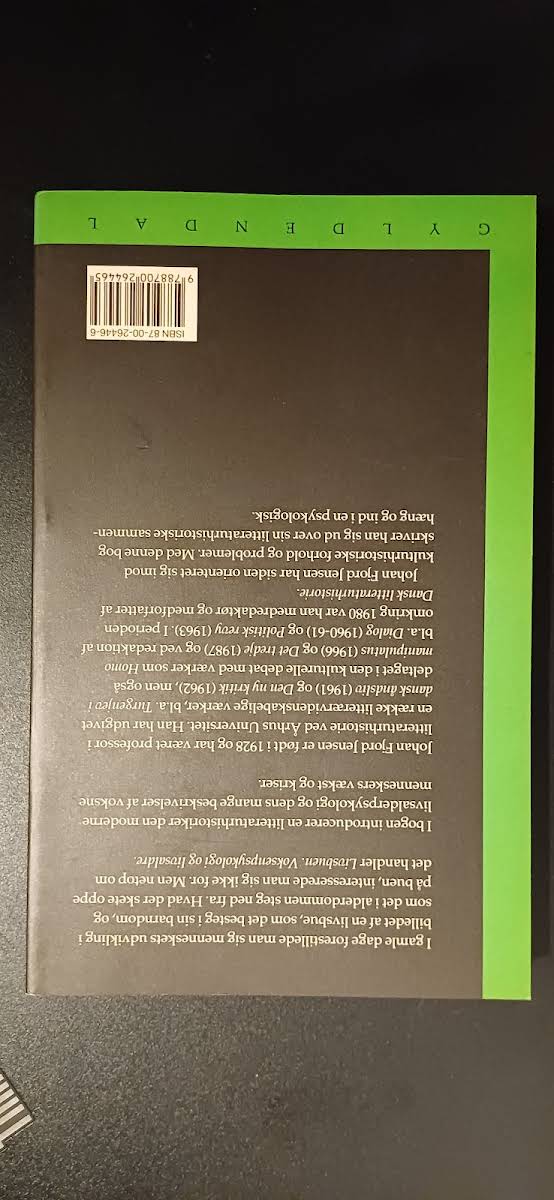 I gamle dage forestillede man sig menneskets udvikling i
billedet af en livsbue, som det besteg i sin barndom, og
som det i alderdommen steg ned fra. Hvad der skete oppe
på buen, interesserede man sig ikke for. Men netop om
det handler Livsbuen. Voksenpsykologi og livsaldre.
I bogen introducerer en litteraturhistoriker den moderne
livsalderpsykologi og dens mange beskrivelser af voksne
menneskers vækst og kriser.
Johan Fjord Jensen er født i 1928 og har været professor i
litteraturhistorie ved Århus Universitet. Han har udgivet
en række litterærvidenskabelige værker, bl.a. Turgenjev i
dansk åndsliv (1961) og Den ny kritik (1962), men også
deltaget i den kulturelle debat med værker som Homo
manipulatus (1966) og Det tredje (1987) og ved redaktion af
bl.a. Dialog (1960-61) og Politisk revy (1963). I perioden
omkring 1980 var han medredaktør og medforfatter af
Dansk litteraturhistorie.
Johan Fjord Jensen har siden orienteret sig imod
kulturhistoriske forhold og problemer. Med denne bog
skriver han sig ud over sin litteraturhistoriske sammen-
hæng og ind i en psykologisk.
ISBN 87-00-26446-6
9 788700 264465
GYLDENDAL